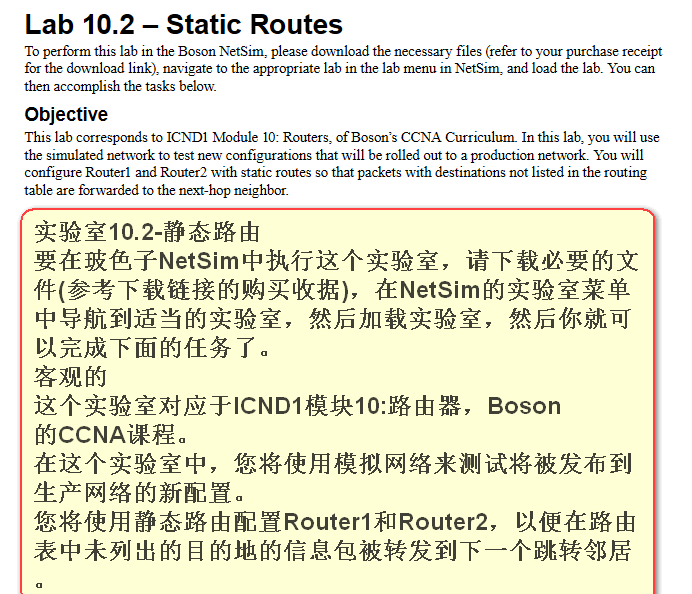 Lab 10.2 – Static Routes
To perform this lab in the Boson NetSim, please download the necessary files (refer to your purchase receipt
for the download link), navigate to the appropriate lab in the lab menu in NetSim, and load the lab. You can
then accomplish the tasks below.
Objective
This lab corresponds to ICND1 Module 10: Routers, of Boson’s CCNA Curriculum. In this lab, you will use
the simulated network to test new configurations that will be rolled out to a production network. You will
configure Router1 and Router2 with static routes so that packets with destinations not listed in the routing
table are forwarded to the next-hop neighbor.
实验室10.2-静态路由
要在玻色子NetSim中执行这个实验室，请下载必要的文
件(参考下载链接的购买收据)，在NetSim的实验室菜单
中导航到适当的实验室，然后加载实验室，然后你就可
以完成下面的任务了。
客观的
这个实验室对应于ICND1模块10:路由器，Boson
的CCNA课程。
在这个实验室中，您将使用模拟网络来测试将被发布到
生产网络的新配置。
您将使用静态路由配置Router1和Router2，以便在路由
表中未列出的目的地的信息包被转发到下一个跳转邻居
。